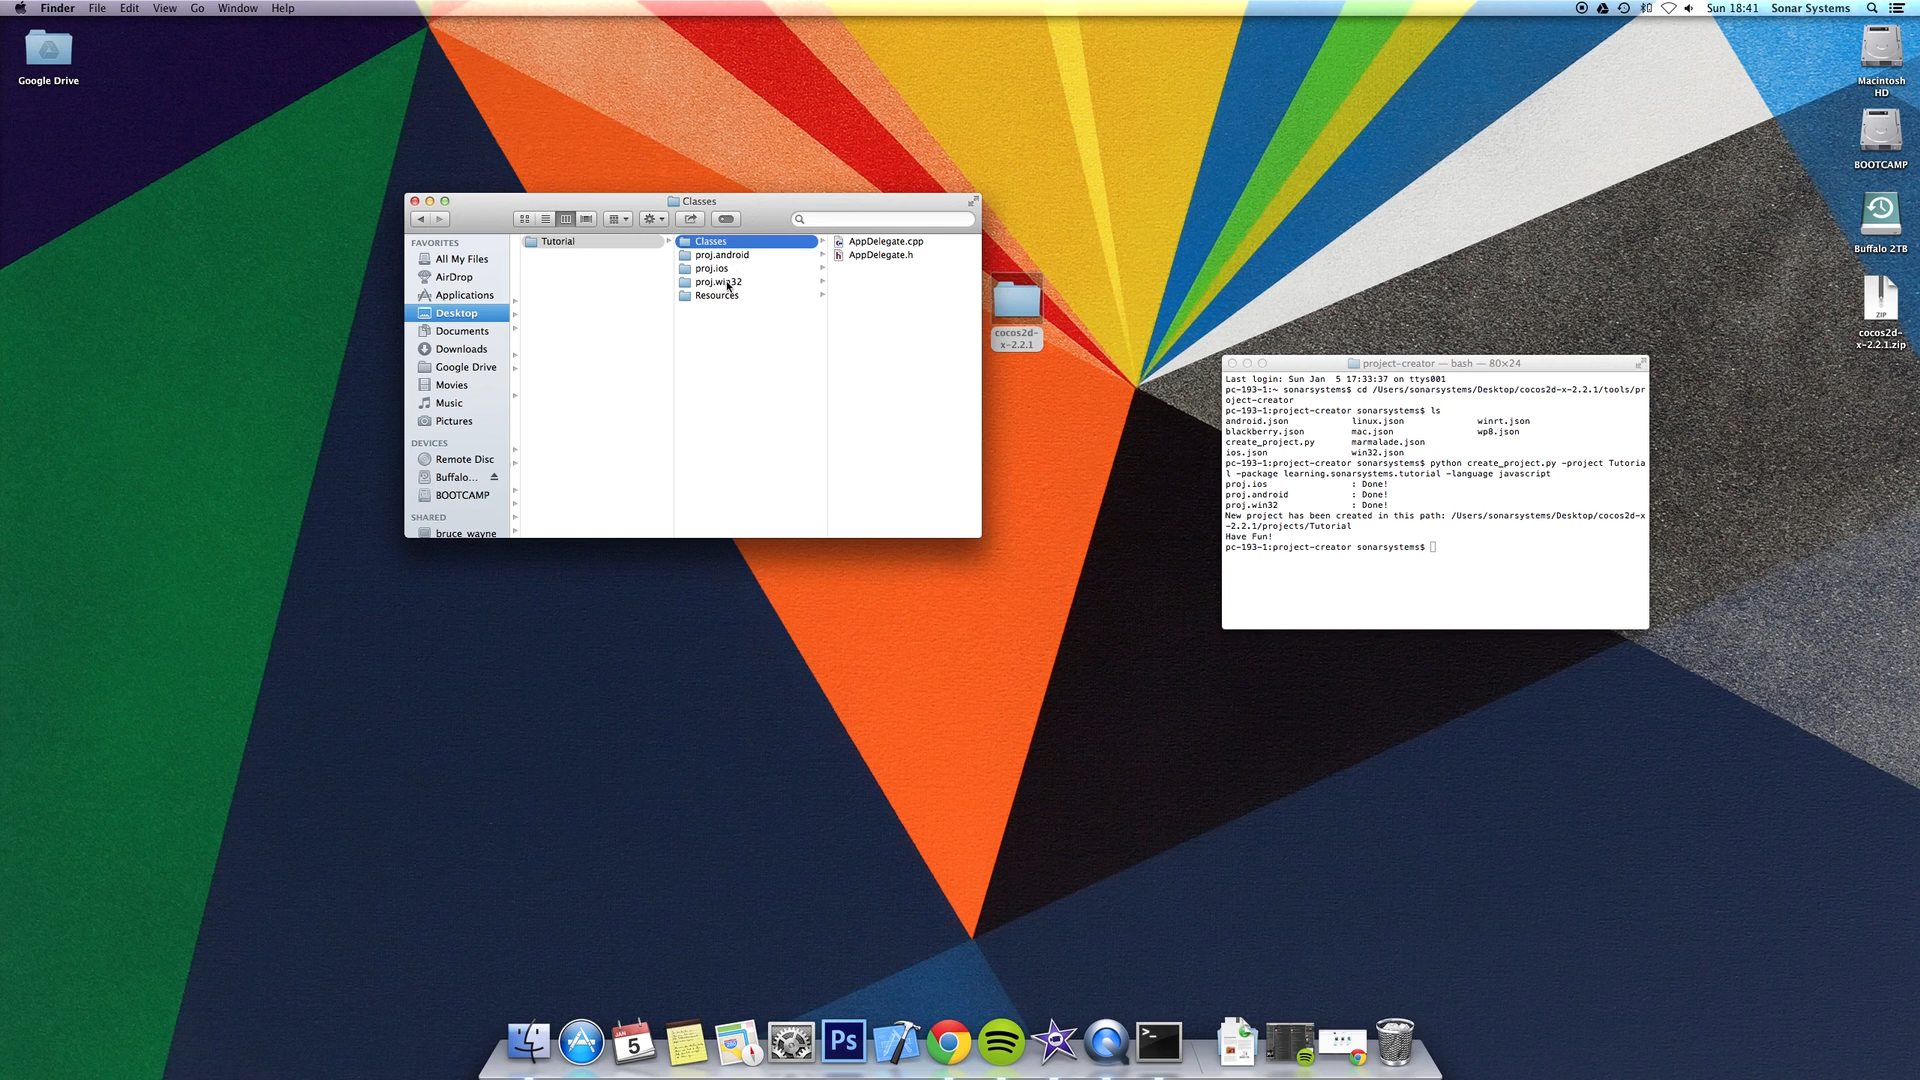 Finder File Edit View Go Window Help
Sun 18:41 Sonar Systems
Google Drive
Macintosh
HD
BOOTCAMP
Buffalo 2TB
ZIP
cocos2d-
x-2.2.1.zip
cocos2d-
x-2.2.1
Classes
FAVORITES
All My Files
AirDrop
Applications
Desktop
Documents
Downloads
Google Drive
Movies
Music
Pictures
DEVICES
Remote Disc
Buffalo...
BOOTCAMP
SHARED
bruce wayne
Tutorial
Classes
proj.android
proj.ios
proj.win32
Resources
AppDelegate.cpp
AppDelegate.h
project-creator — bash — 80×24
Last login: Sun Jan  5 17:33:37 on ttys001
pc-193-1:~ sonarsystems$ cd /Users/sonarsystems/Desktop/cocos2d-x-2.2.1/tools/pr
oject-creator
pc-193-1:project-creator sonarsystems$ ls
android.json linux.json winrt.json
blackberry.json mac.json wp8.json
create_project.py marmalade.json
ios.json win32.json
pc-193-1:project-creator sonarsystems$ python create_project.py -project Tutoria
l -package learning.sonarsystems.tutorial -language javascript
proj.ios : Done!
proj.android : Done!
proj.win32 : Done!
New project has been created in this path: /Users/sonarsystems/Desktop/cocos2d-x
-2.2.1/projects/Tutorial
Have Fun!
pc-193-1:project-creator sonarsystems$
JAN
5
Ps